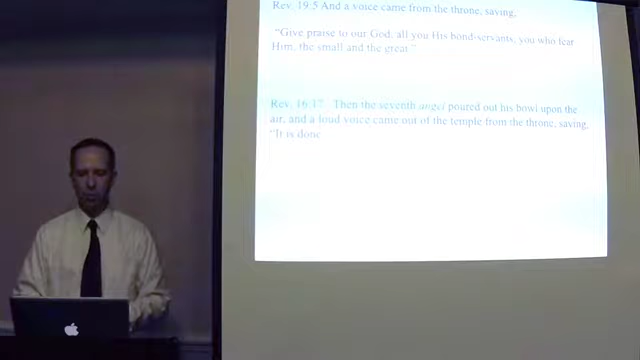 Rev. 19:5 And a voice came from the throne, saying,
"Give praise to our God, all you His bond-servants, you who fear
Him, the small and the great."
Rev. 16:17. Then the seventh angel poured out his bowl upon the
air, and a loud voice came out of the temple from the throne, saying,
"It is done